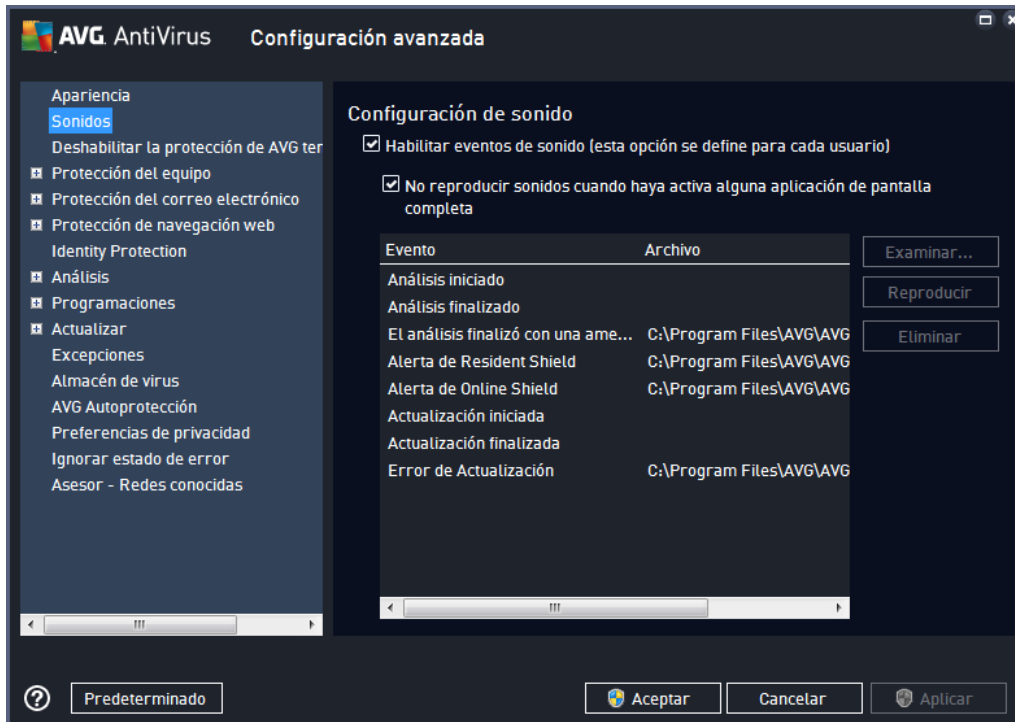 AVG AntiVirus Configuración avanzada
Apariencia
Sonidos
Deshabilitar la protección de AVG ter
Protección del equipo
Protección del correo electrónico
Protección de navegación web
Identity Protection
Análisis
Programaciones
Actualizar
Excepciones
Almacén de virus
AVG Autoprotección
Preferencias de privacidad
Ignorar estado de error
Asesor - Redes conocidas
Configuración de sonido
Habilitar eventos de sonido (esta opción se define para cada usuario)
No reproducir sonidos cuando haya activa alguna aplicación de pantalla
completa
Evento Archivo
Análisis iniciado
Análisis finalizado
El análisis finalizó con una ame... C:\Program Files\AVG\AVG
Alerta de Resident Shield C:\Program Files\AVG\AVG
Alerta de Online Shield C:\Program Files\AVG\AVG
Actualización iniciada
Actualización finalizada
Error de Actualización C:\Program Files\AVG\AVG
Examinar...
Reproducir
Eliminar
? Predeterminado Aceptar Cancelar Aplicar